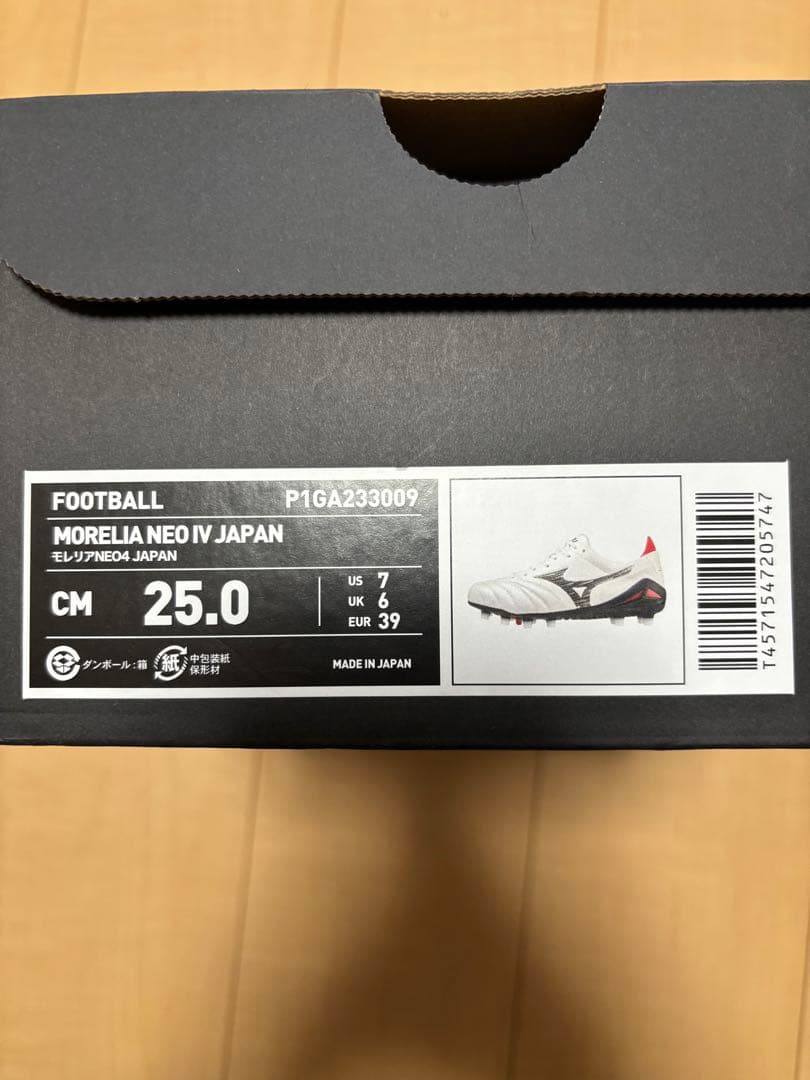 FOOTBALL P1GA233009
MORELIA NEO IV JAPAN
モレリアNEO4 JAPAN
CM 25.0
US 7
UK 6
EUR 39
ダンボール:箱 紙 中包装紙
保形材
MADE IN JAPAN
T4571547205747